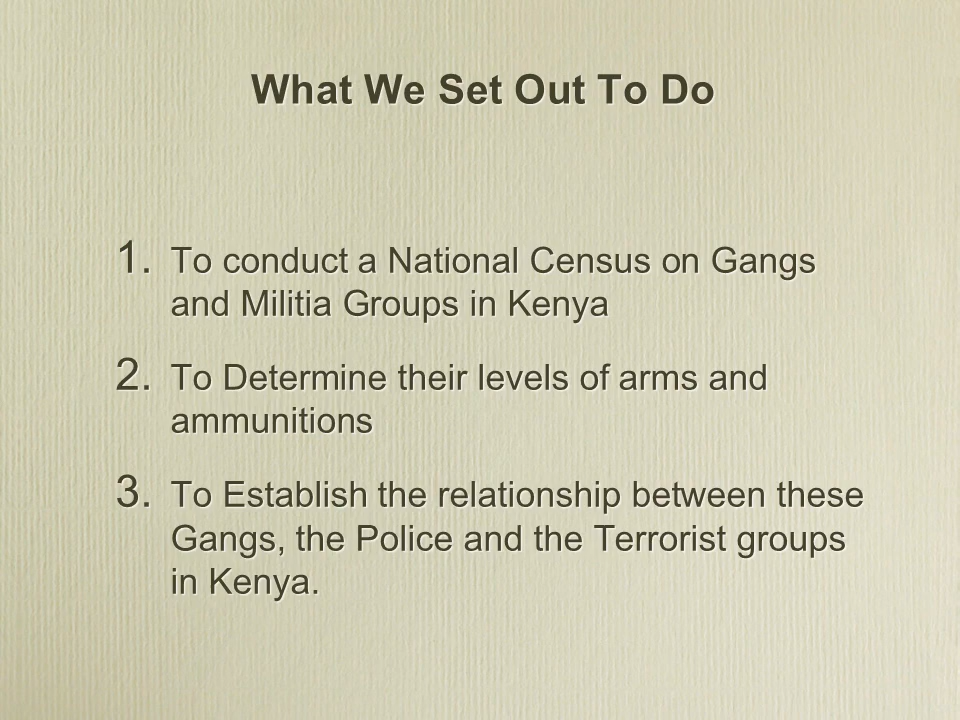 What We Set Out To Do
1. To conduct a National Census on Gangs
and Militia Groups in Kenya
2. To Determine their levels of arms and
ammunitions
3. To Establish the relationship between these
Gangs, the Police and the Terrorist groups
in Kenya.